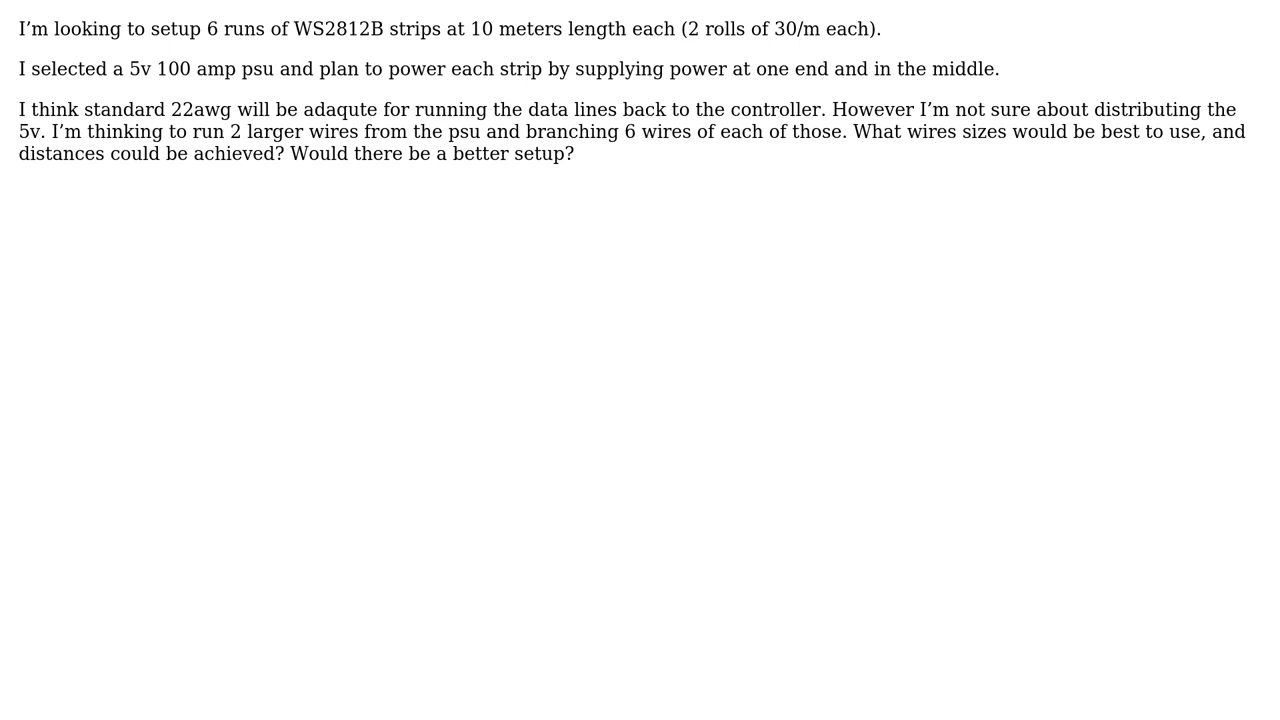 I’m looking to setup 6 runs of WS2812B strips at 10 meters length each (2 rolls of 30/m each).
I selected a 5v 100 amp psu and plan to power each strip by supplying power at one end and in the middle.
I think standard 22awg will be adaqute for running the data lines back to the controller. However I’m not sure about distributing the
5v. I’m thinking to run 2 larger wires from the psu and branching 6 wires of each of those. What wires sizes would be best to use, and
distances could be achieved? Would there be a better setup?